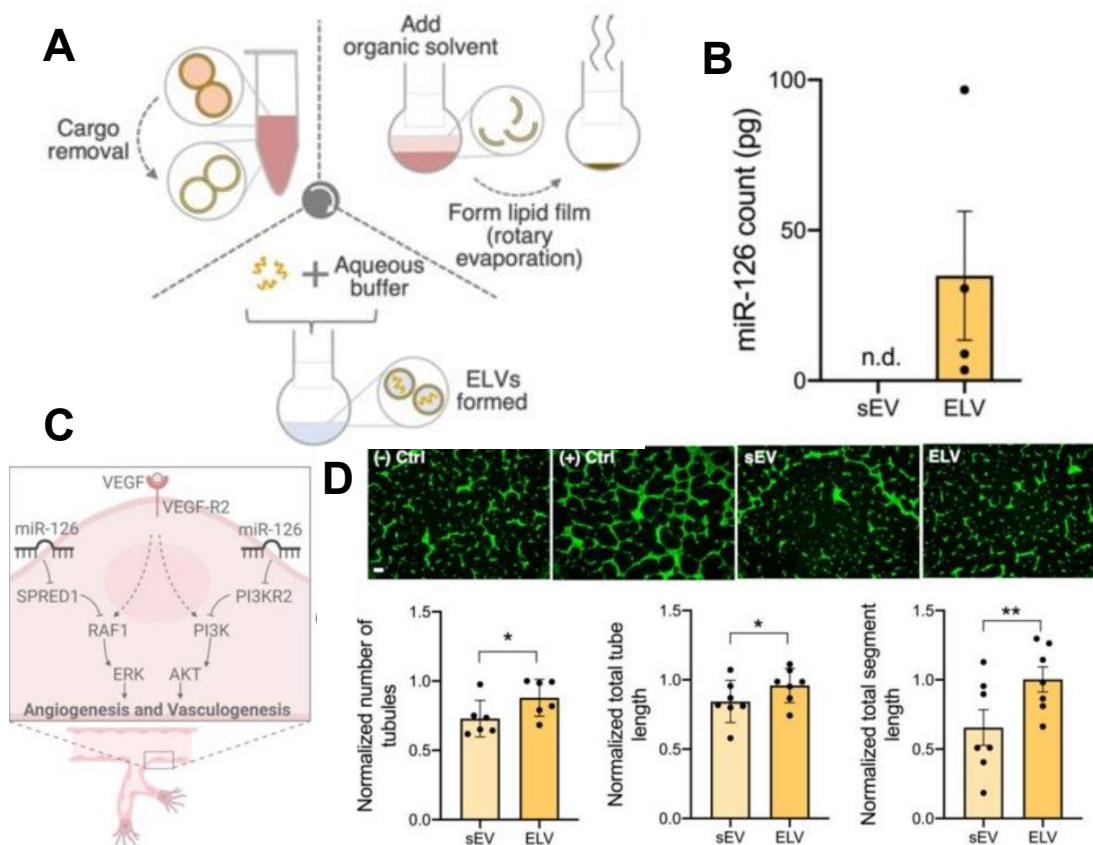 A
Add
organic solvent
Cargo
removal
Form lipid film
(rotary
evaporation)
+ Aqueous
buffer
ELVs
formed
B
miR-126 count (pg)
100
50
0
n.d.
sEV
ELV
C
VEGF
VEGF-R2
miR-126
miR-126
SPRED1
PI3KR2
RAF1
PI3K
ERK
AKT
Angiogenesis and Vasculogenesis
D
(-) Ctrl
(+) Ctrl
sEV
ELV
Normalized number of
tubules
1.5
1.0
0.5
0.0
*
sEV
ELV
Normalized total tube
length
1.5
1.0
0.5
0.0
*
sEV
ELV
Normalized total segment
length
1.5
1.0
0.5
0.0
**
sEV
ELV